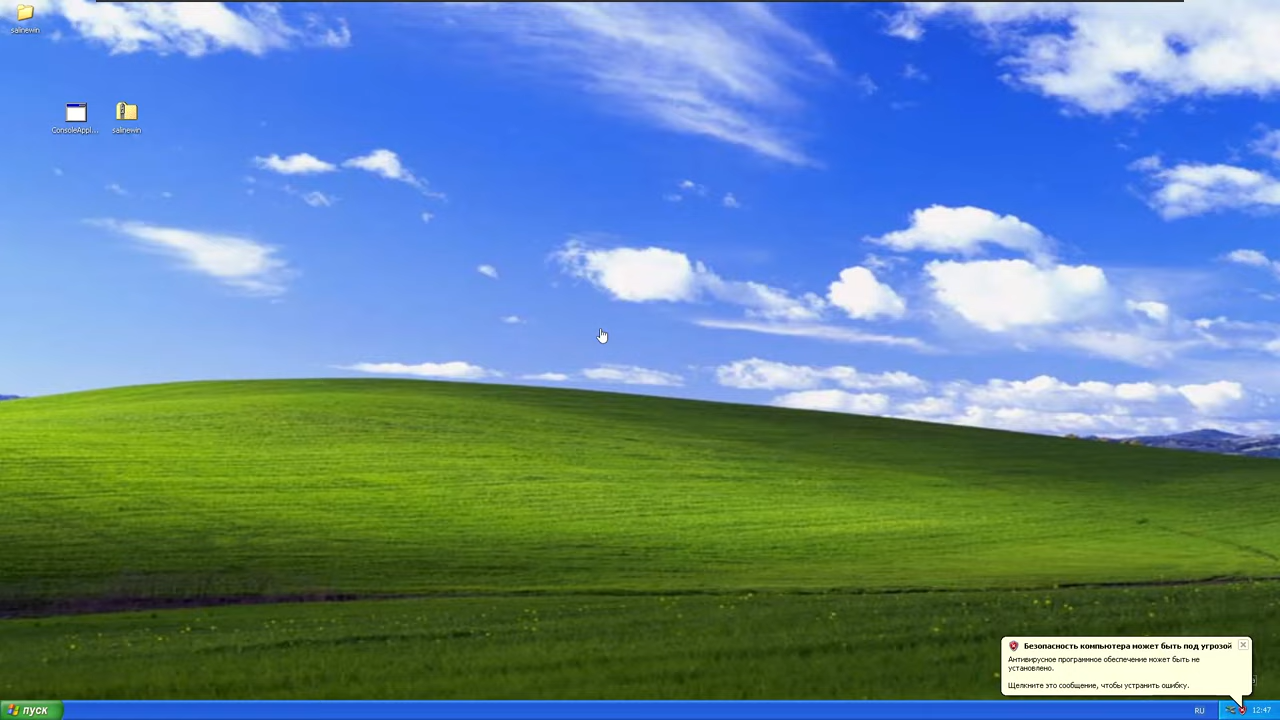 salinewin
ConsoleAppl...
salinewin
Безопасность компьютера может быть под угрозой
Антивирусное программное обеспечение может быть не
установлено.
Щелкните это сообщение, чтобы устранить ошибку.
пуск
RU
12:47